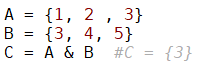 A = {1, 2 , 3}
B = {3, 4, 5}
C = A & B  #C = {3}